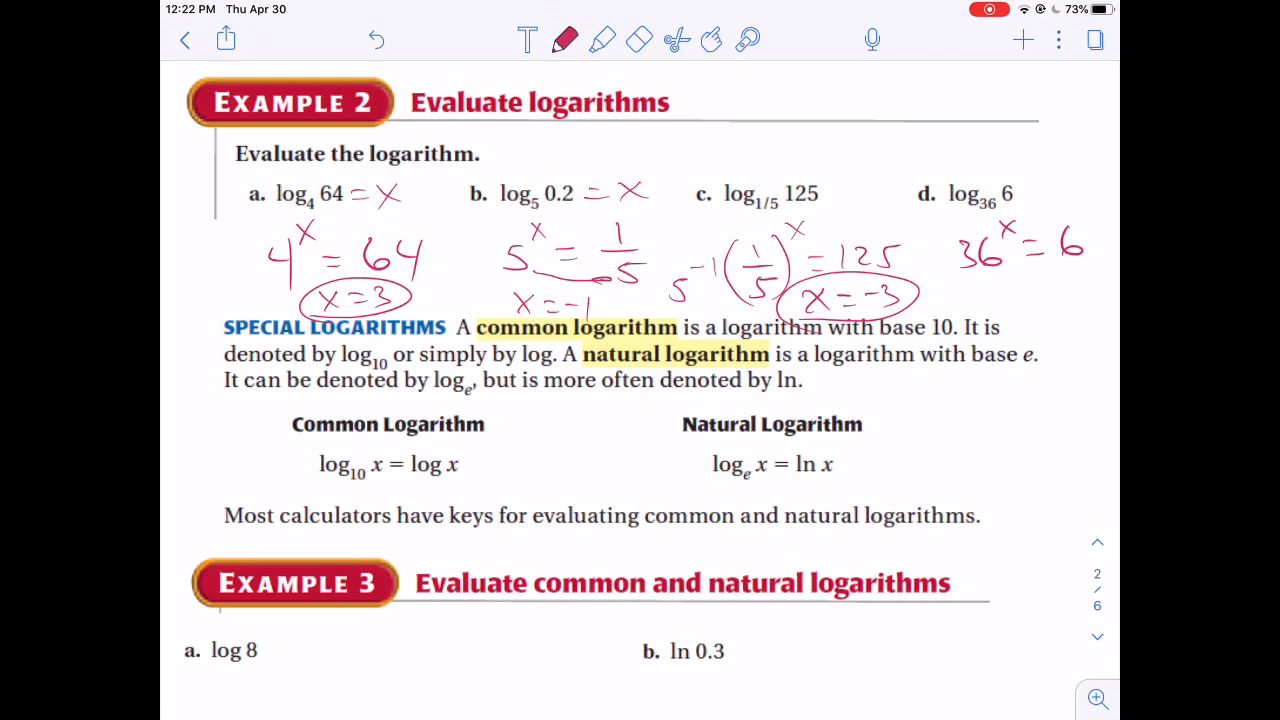 12:22 PM Thu Apr 30 73%
EXAMPLE 2 Evaluate logarithms
Evaluate the logarithm.
a. log₄ 64 = x b. log₅ 0.2 = x c. log₁/₅ 125 d. log₃₆ 6
4ˣ = 64 5ˣ = 1/5 5⁻¹ (1/5)ˣ = 125 36ˣ = 6
x = 3 x = -1 x = -3
SPECIAL LOGARITHMS A common logarithm is a logarithm with base 10. It is
denoted by log₁₀ or simply by log. A natural logarithm is a logarithm with base e.
It can be denoted by logₑ, but is more often denoted by ln.
Common Logarithm Natural Logarithm
log₁₀ x = log x logₑ x = ln x
Most calculators have keys for evaluating common and natural logarithms.
2
/
6
EXAMPLE 3 Evaluate common and natural logarithms
a. log 8 b. ln 0.3